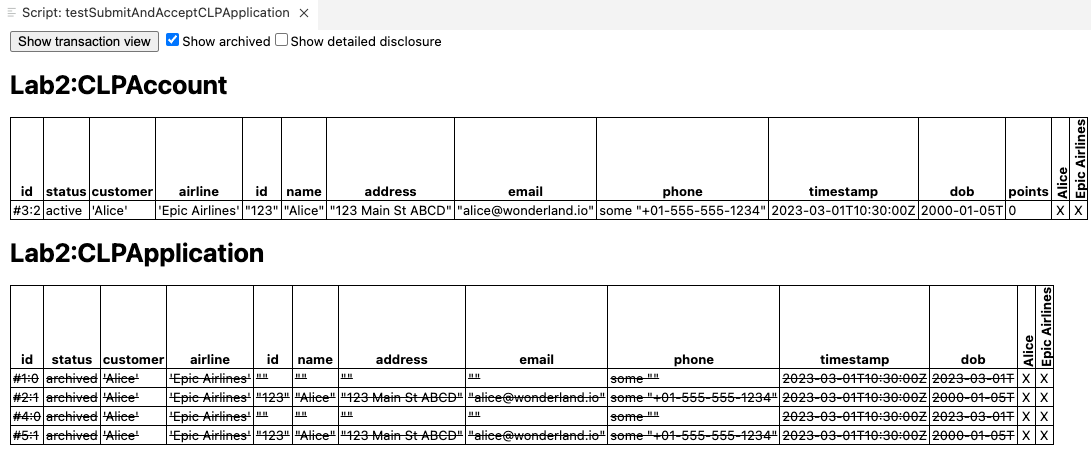 Script: testSubmitAndAcceptCLPApplication ×
Show transaction view Show archived Show detailed disclosure
Lab2:CLPAccount
id status customer airline id name address email phone timestamp dob points Alice Epic Airlines
#3:2 active 'Alice' 'Epic Airlines' "123" "Alice" "123 Main St ABCD" "alice@wonderland.io" some "+01-555-555-1234" 2023-03-01T10:30:00Z 2000-01-05T 0 X X
Lab2:CLPApplication
id status customer airline id name address email phone timestamp dob Alice Epic Airlines
#1:0 archived 'Alice' 'Epic Airlines' "" "" "" "" some "" 2023-03-01T10:30:00Z 2023-03-01T X X
#2:1 archived 'Alice' 'Epic Airlines' "123" "Alice" "123 Main St ABCD" "alice@wonderland.io" some "+01-555-555-1234" 2023-03-01T10:30:00Z 2000-01-05T X X
#4:0 archived 'Alice' 'Epic Airlines' "" "" "" "" some "" 2023-03-01T10:30:00Z 2023-03-01T X X
#5:1 archived 'Alice' 'Epic Airlines' "123" "Alice" "123 Main St ABCD" "alice@wonderland.io" some "+01-555-555-1234" 2023-03-01T10:30:00Z 2000-01-05T X X